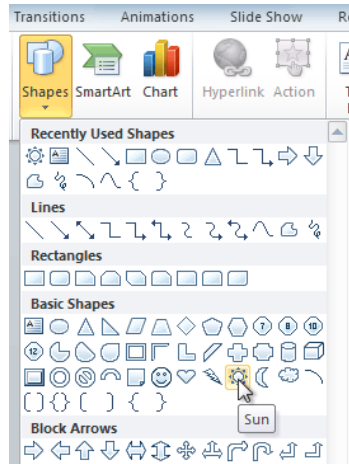 Transitions Animations Slide Show
Shapes SmartArt Chart Hyperlink Action
Recently Used Shapes
Lines
Rectangles
Basic Shapes
7 8 10
12
Sun
Block Arrows